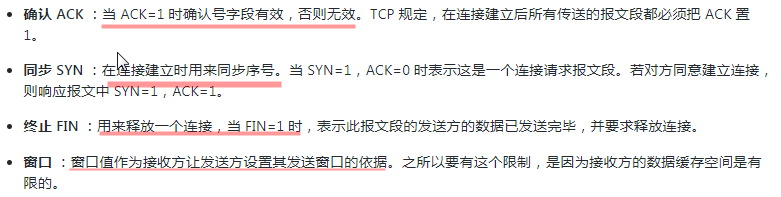 • 确认 ACK ：当 ACK=1 时确认号字段有效，否则无效。TCP 规定，在连接建立后所有传送的报文段都必须把 ACK 置
1。
• 同步 SYN ：在连接建立时用来同步序号。当 SYN=1，ACK=0 时表示这是一个连接请求报文段。若对方同意建立连接，
则响应报文中 SYN=1，ACK=1。
• 终止 FIN ：用来释放一个连接，当 FIN=1 时，表示此报文段的发送方的数据已发送完毕，并要求释放连接。
• 窗口 ：窗口值作为接收方让发送方设置其发送窗口的依据。之所以要有这个限制，是因为接收方的数据缓存空间是有
限的。